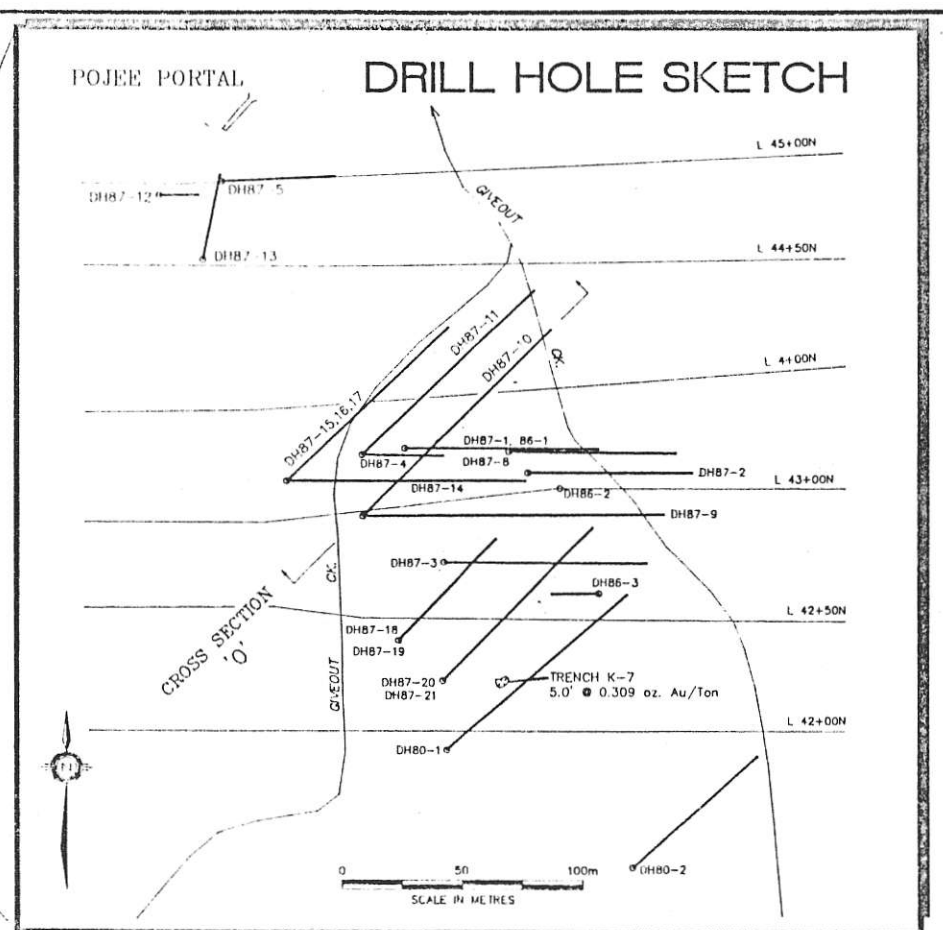 POJEE PORTAL
DRILL HOLE SKETCH
L 45+00N
DH87-5
DH87-12
GIVEOUT
DH87-13
L 44+50N
DH87-11
DH87-10
CK.
L 4+00N
DH87-15,16,17
DH87-1, 86-1
DH87-4
DH87-8
DH87-2
DH87-14
L 43+00N
DH86-2
DH87-9
DH87-3
CK.
DH86-3
CROSS SECTION
'O'
L 42+50N
DH87-18
DH87-19
GIVEOUT
DH87-20
DH87-21
TRENCH K-7
5.0' @ 0.309 oz. Au/Ton
L 42+00N
DH80-1
N
0 50 100m
SCALE IN METRES
DH80-2